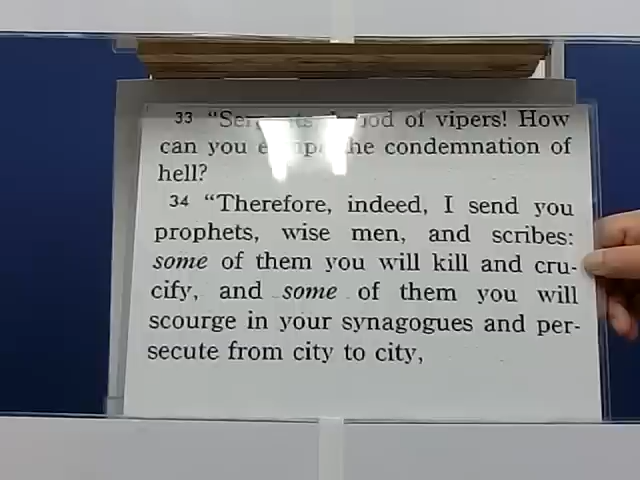 33 of vipers! How
can you the condemnation of
hell?
34 “Therefore, indeed, I send you
prophets, wise men, and scribes:
some of them you will kill and cru-
cify, and some of them you will
scourge in your synagogues and per-
secute from city to city,